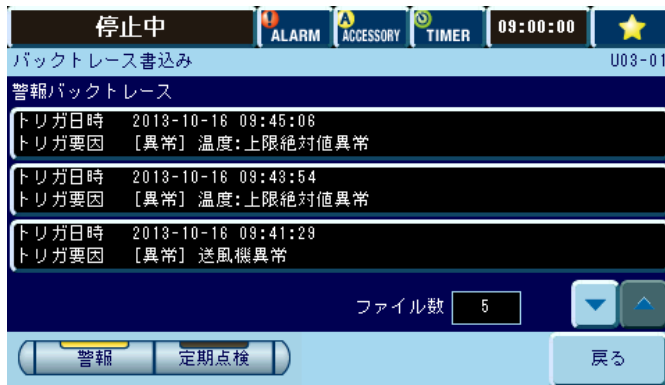 停止中
ALARM
A
ACCESSORY
TIMER
09:00:00
バックトレース書込み
U03-01
警報バックトレース
トリガ日時 2013-10-16 09:45:06
トリガ要因 [異常] 温度:上限絶対値異常
トリガ日時 2013-10-16 09:43:54
トリガ要因 [異常] 温度:上限絶対値異常
トリガ日時 2013-10-16 09:41:29
トリガ要因 [異常] 送風機異常
ファイル数 5
警報
定期点検
戻る